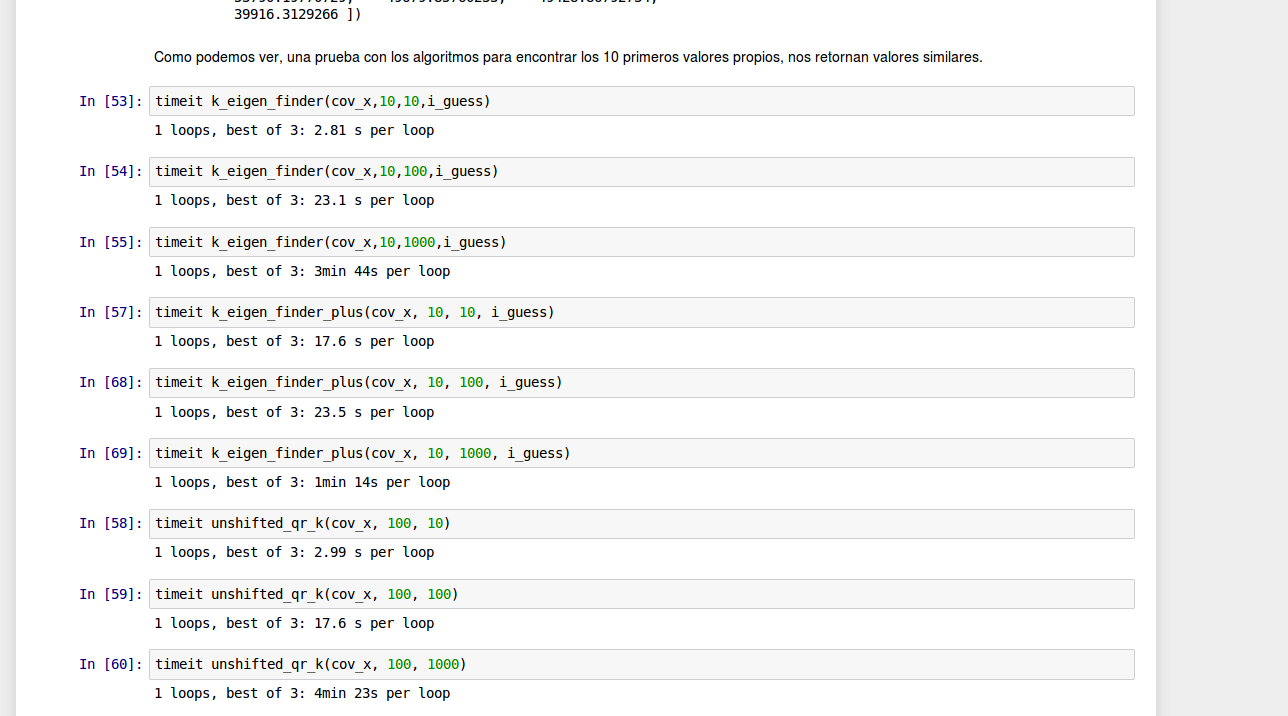 39916.3129266 ])
Como podemos ver, una prueba con los algoritmos para encontrar los 10 primeros valores propios, nos retornan valores similares.
In [53]: timeit k_eigen_finder(cov_x,10,10,i_guess)
1 loops, best of 3: 2.81 s per loop
In [54]: timeit k_eigen_finder(cov_x,10,100,i_guess)
1 loops, best of 3: 23.1 s per loop
In [55]: timeit k_eigen_finder(cov_x,10,1000,i_guess)
1 loops, best of 3: 3min 44s per loop
In [57]: timeit k_eigen_finder_plus(cov_x, 10, 10, i_guess)
1 loops, best of 3: 17.6 s per loop
In [68]: timeit k_eigen_finder_plus(cov_x, 10, 100, i_guess)
1 loops, best of 3: 23.5 s per loop
In [69]: timeit k_eigen_finder_plus(cov_x, 10, 1000, i_guess)
1 loops, best of 3: 1min 14s per loop
In [58]: timeit unshifted_qr_k(cov_x, 100, 10)
1 loops, best of 3: 2.99 s per loop
In [59]: timeit unshifted_qr_k(cov_x, 100, 100)
1 loops, best of 3: 17.6 s per loop
In [60]: timeit unshifted_qr_k(cov_x, 100, 1000)
1 loops, best of 3: 4min 23s per loop